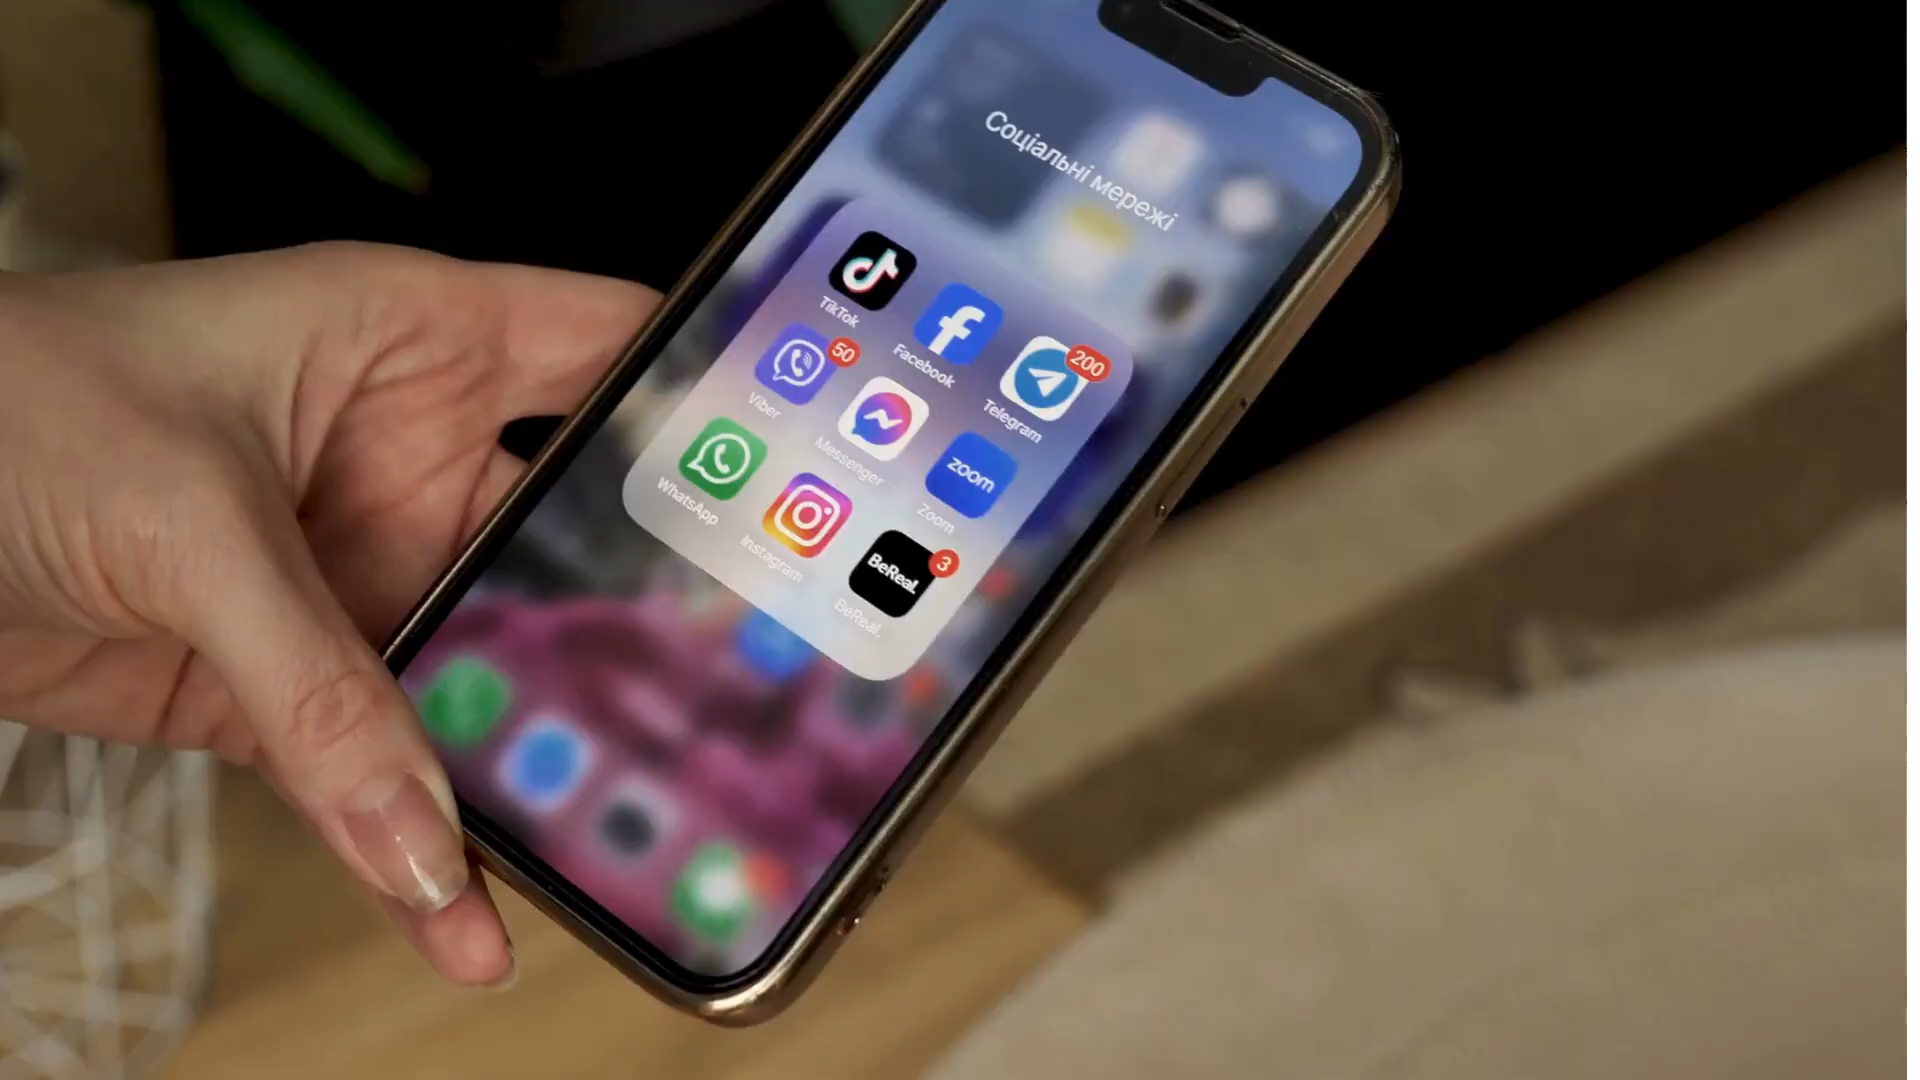 Соціальні мережі
TikTok
Facebook
200
Telegram
50
Viber
Messenger
zoom
Zoom
WhatsApp
Instagram
BeReal.
3
BeReal.